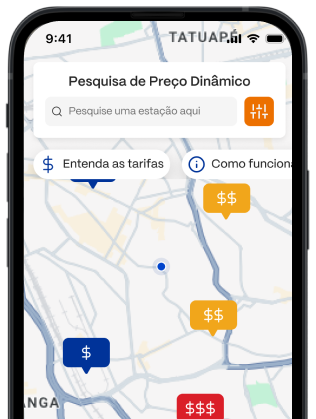 9:41
TATUAPÉ
Pesquisa de Preço Dinâmico
Pesquise uma estação aqui
$ Entenda as tarifas
Como funciona
$$
$$
$
ANGA
$$$